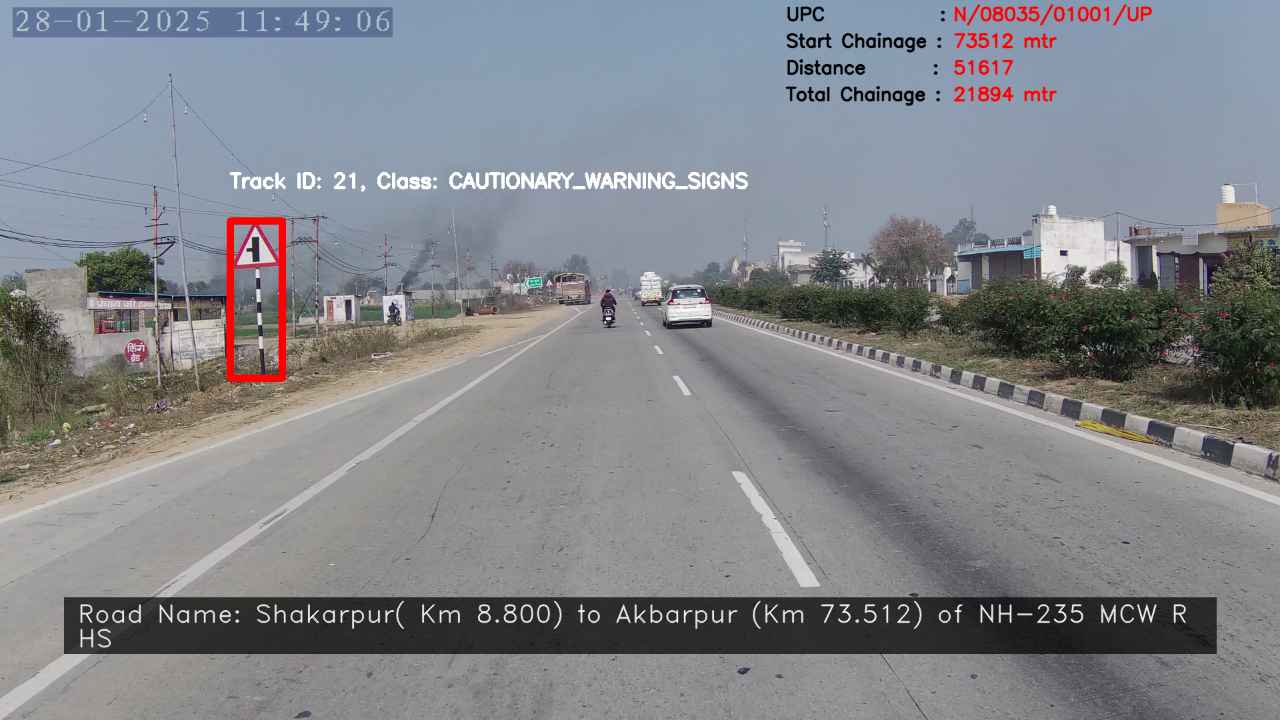 28-01-2025 11:49:06
UPC : N/08035/01001/UP
Start Chainage : 73512 mtr
Distance : 51617
Total Chainage : 21894 mtr
Track ID: 21, Class: CAUTIONARY_WARNING_SIGNS
Road Name: Shakarpur( Km 8.800) to Akbarpur (Km 73.512) of NH-235 MCW R
HS